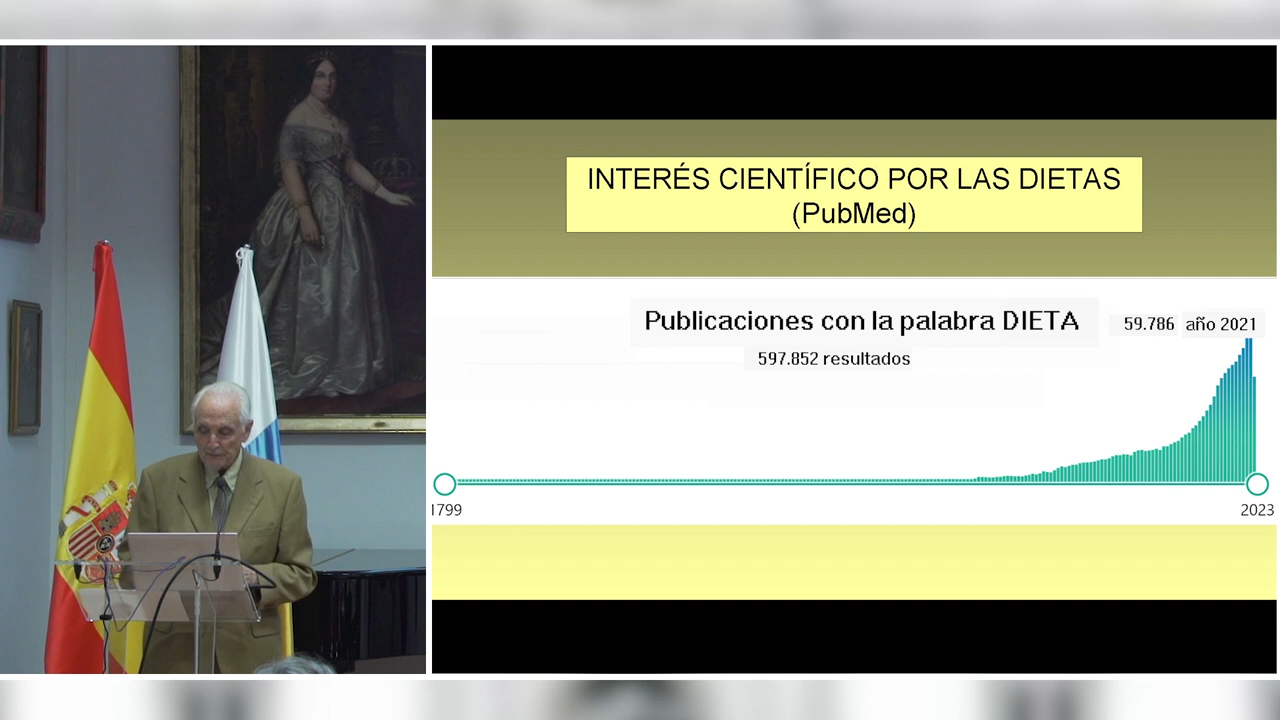 INTERÉS CIENTÍFICO POR LAS DIETAS
(PubMed)
Publicaciones con la palabra DIETA
59.786 año 2021
597.852 resultados
1799
2023